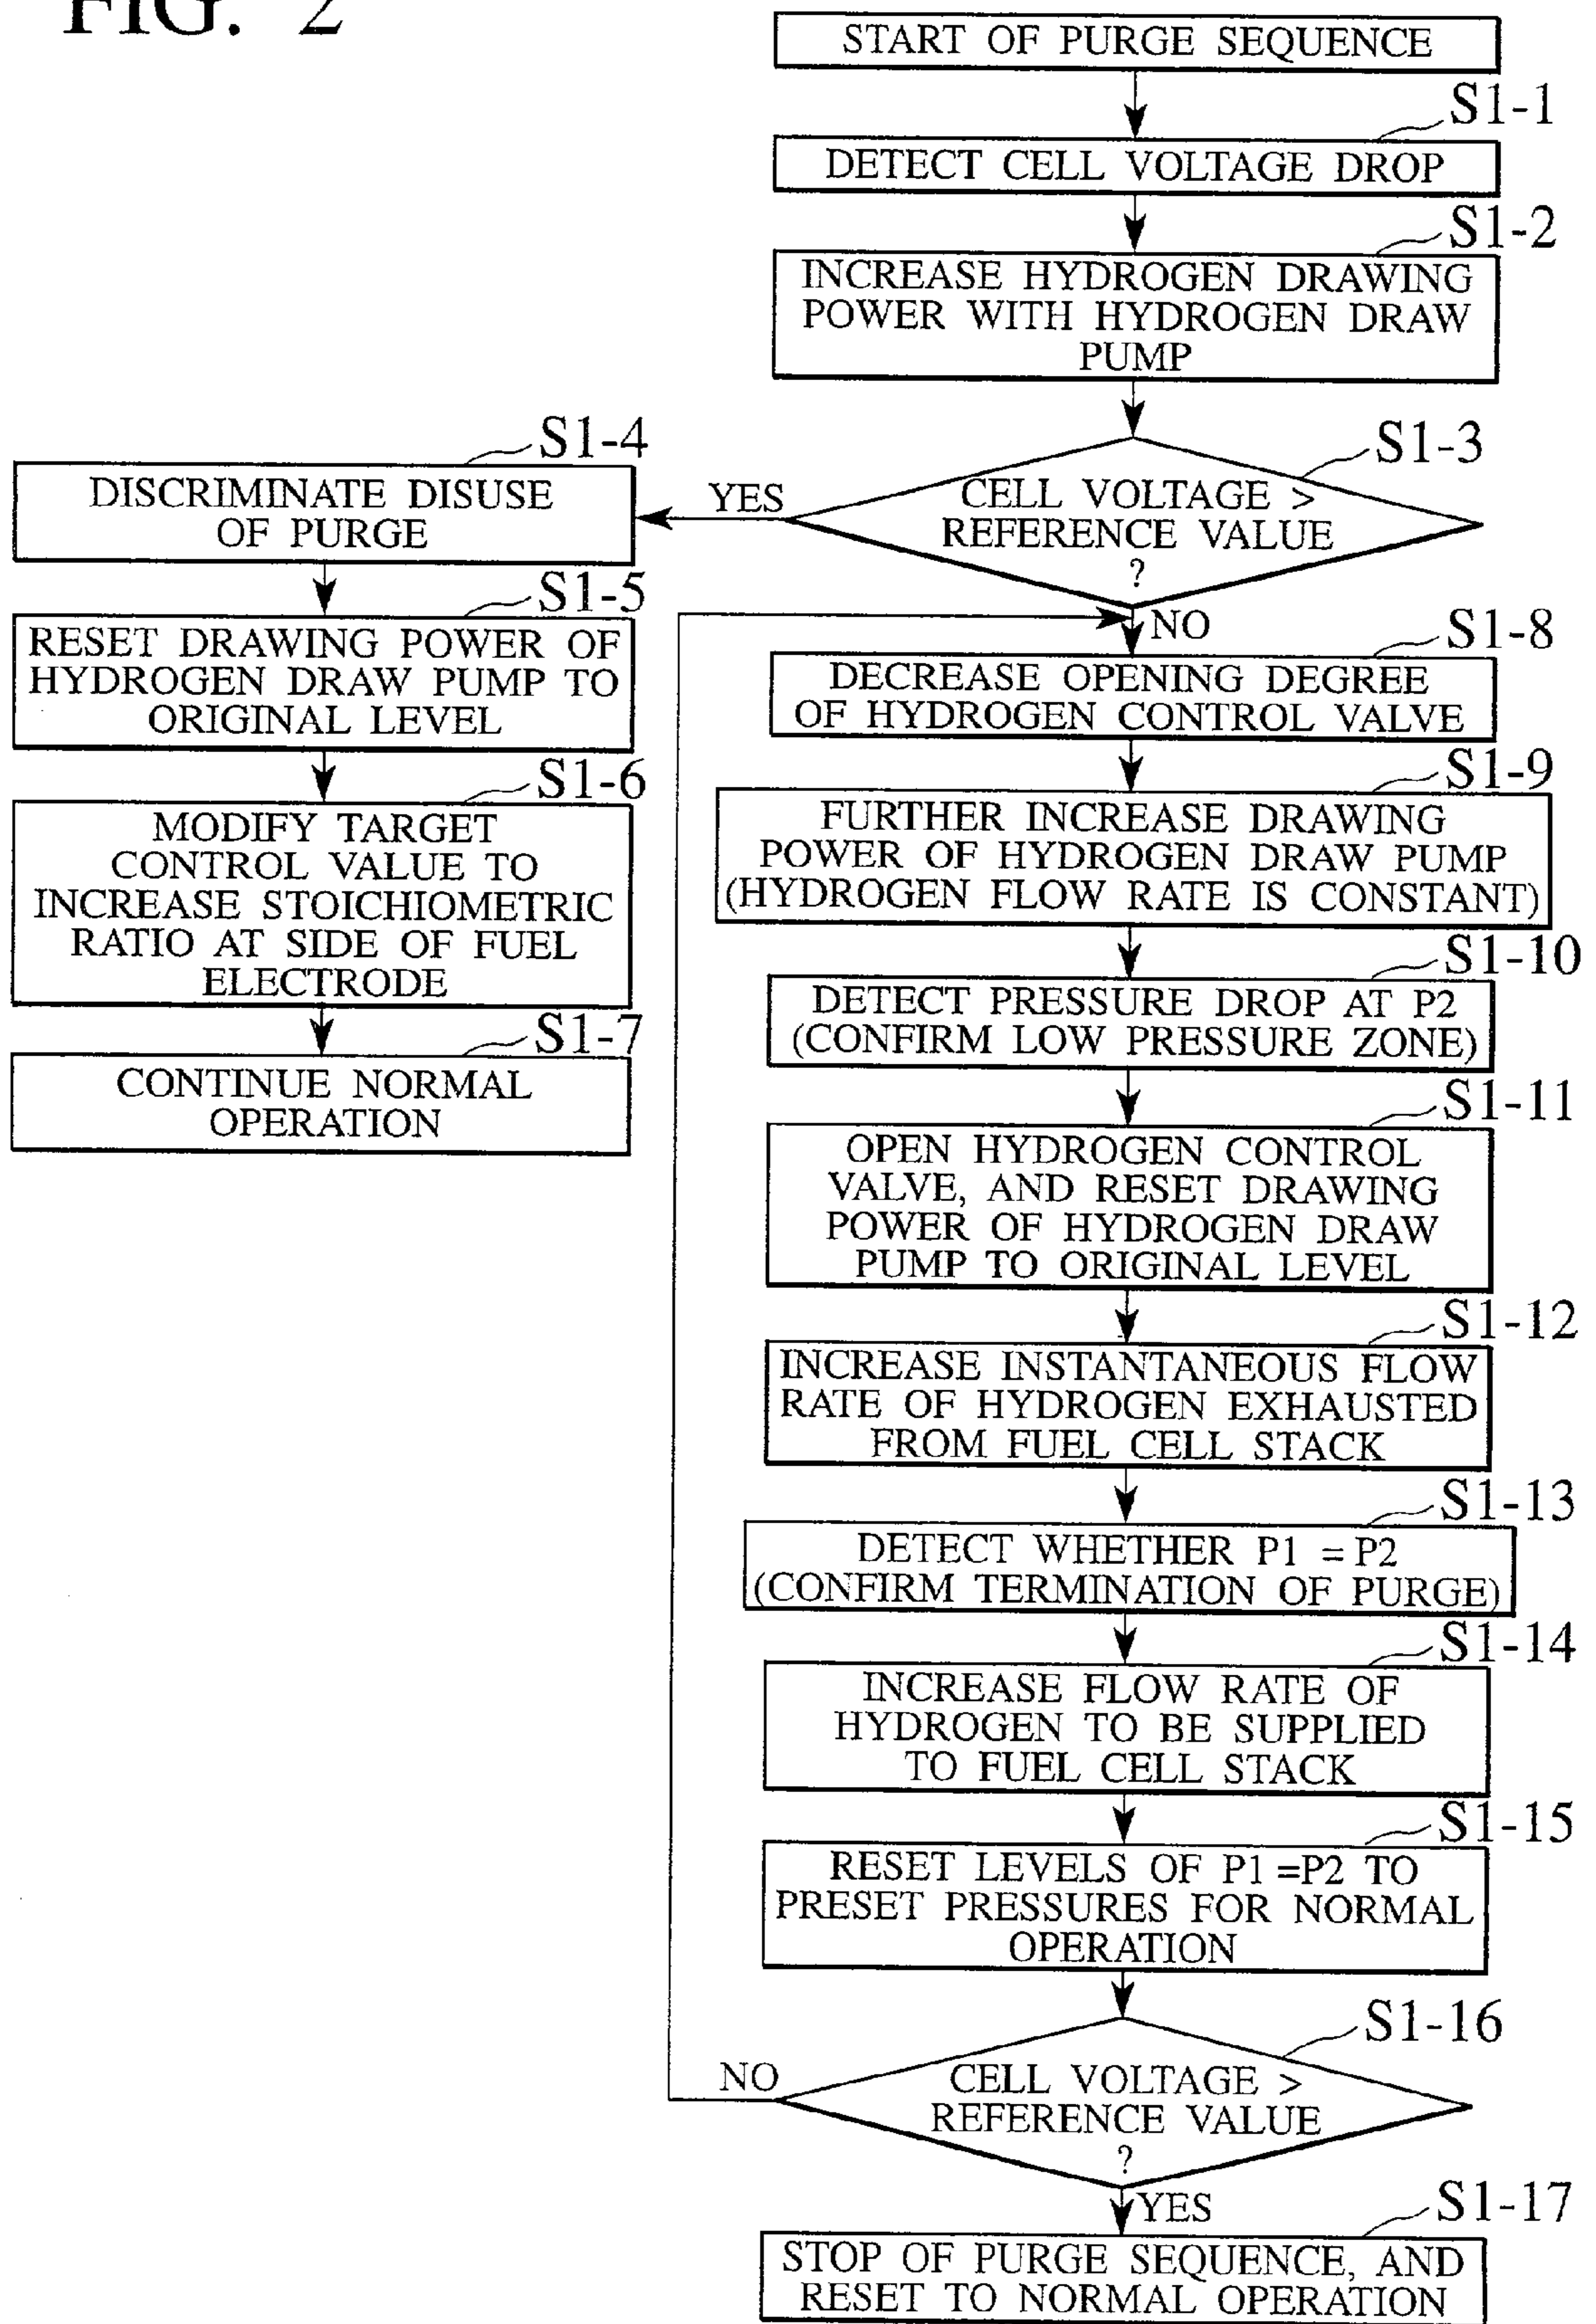 FIG. 2
START OF PURGE SEQUENCE
S1-1
DETECT CELL VOLTAGE DROP
S1-2
INCREASE HYDROGEN DRAWING
POWER WITH HYDROGEN DRAW
PUMP
S1-3
CELL VOLTAGE >
REFERENCE VALUE
?
YES
NO
S1-4
DISCRIMINATE DISUSE
OF PURGE
S1-5
RESET DRAWING POWER OF
HYDROGEN DRAW PUMP TO
ORIGINAL LEVEL
S1-6
MODIFY TARGET
CONTROL VALUE TO
INCREASE STOICHIOMETRIC
RATIO AT SIDE OF FUEL
ELECTRODE
S1-7
CONTINUE NORMAL
OPERATION
S1-8
DECREASE OPENING DEGREE
OF HYDROGEN CONTROL VALVE
S1-9
FURTHER INCREASE DRAWING
POWER OF HYDROGEN DRAW PUMP
(HYDROGEN FLOW RATE IS CONSTANT)
S1-10
DETECT PRESSURE DROP AT P2
(CONFIRM LOW PRESSURE ZONE)
S1-11
OPEN HYDROGEN CONTROL
VALVE, AND RESET DRAWING
POWER OF HYDROGEN DRAW
PUMP TO ORIGINAL LEVEL
S1-12
INCREASE INSTANTANEOUS FLOW
RATE OF HYDROGEN EXHAUSTED
FROM FUEL CELL STACK
S1-13
DETECT WHETHER P1 = P2
(CONFIRM TERMINATION OF PURGE)
S1-14
INCREASE FLOW RATE OF
HYDROGEN TO BE SUPPLIED
TO FUEL CELL STACK
S1-15
RESET LEVELS OF P1 =P2 TO
PRESET PRESSURES FOR NORMAL
OPERATION
S1-16
CELL VOLTAGE >
REFERENCE VALUE
?
NO
YES
S1-17
STOP OF PURGE SEQUENCE, AND
RESET TO NORMAL OPERATION